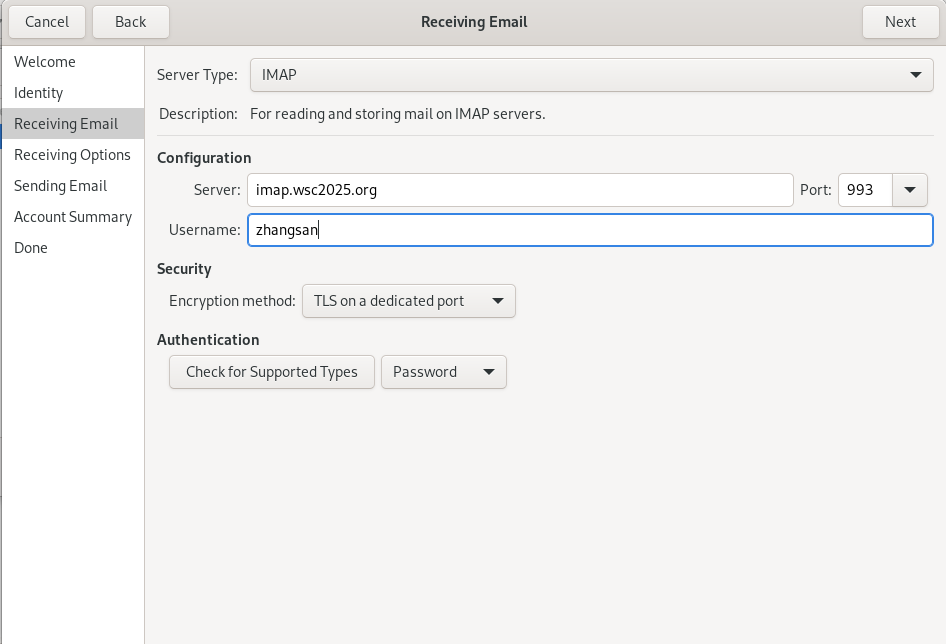 Cancel Back Receiving Email Next
Welcome
Identity
Receiving Email
Receiving Options
Sending Email
Account Summary
Done
Server Type: IMAP
Description: For reading and storing mail on IMAP servers.
Configuration
Server: imap.wsc2025.org Port: 993
Username: zhangsan
Security
Encryption method: TLS on a dedicated port
Authentication
Check for Supported Types Password